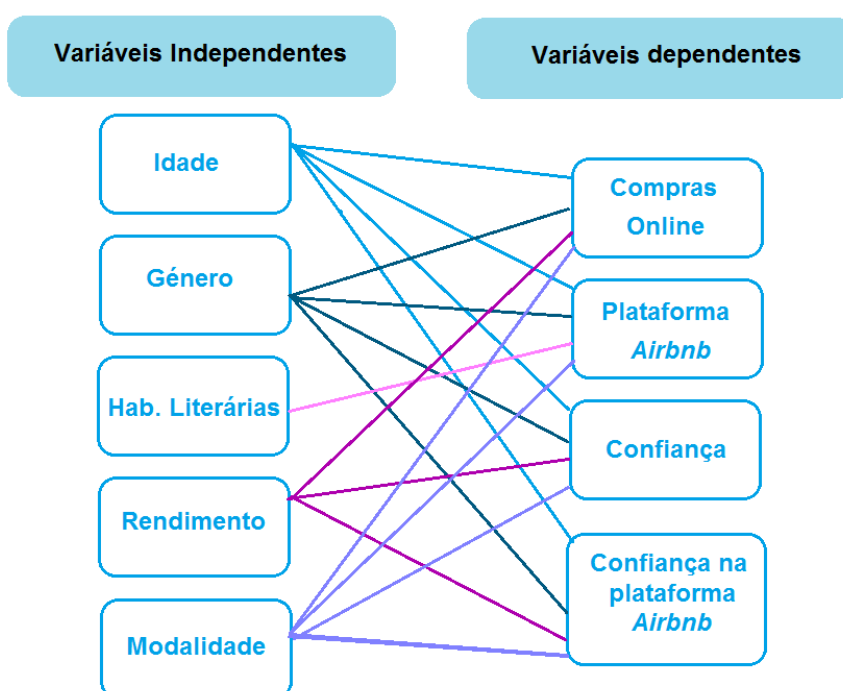 Variáveis Independentes
Variáveis dependentes
Idade
Género
Hab. Literárias
Rendimento
Modalidade
Compras
Online
Plataforma
Airbnb
Confiança
Confiança na
plataforma
Airbnb